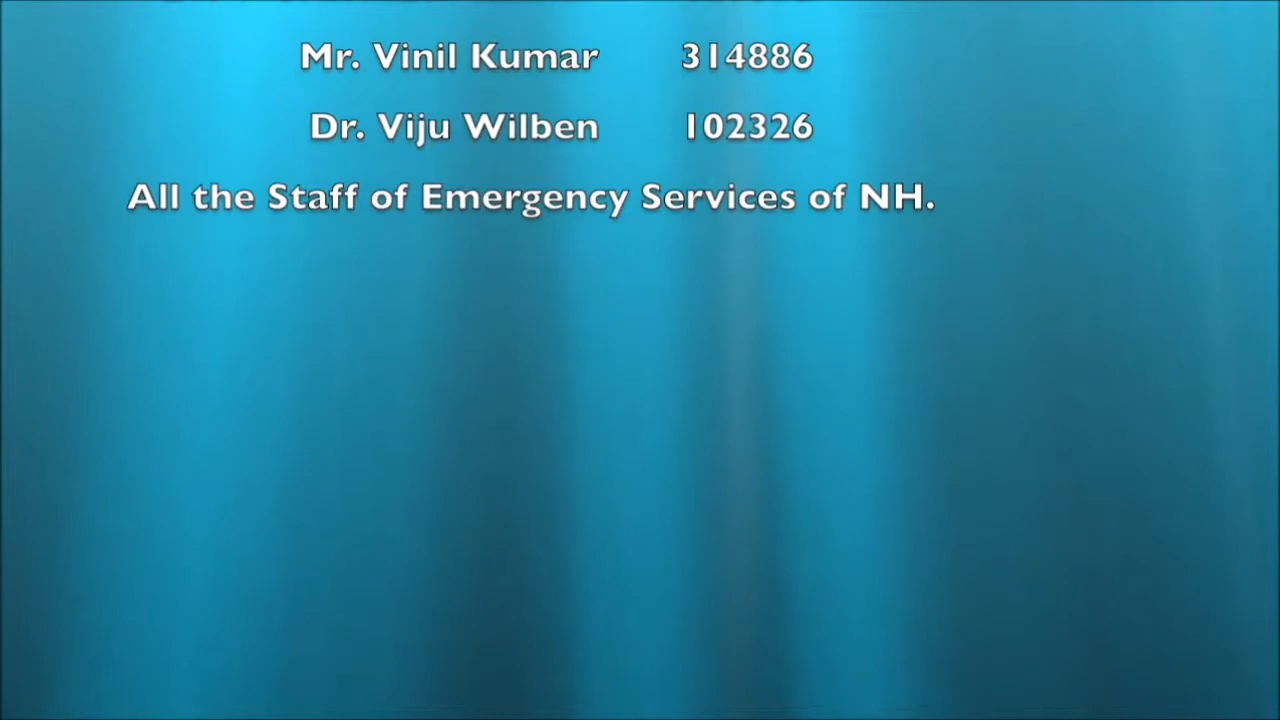 Mr. Vinil Kumar 314886
Dr. Viju Wilben 102326
All the Staff of Emergency Services of NH.